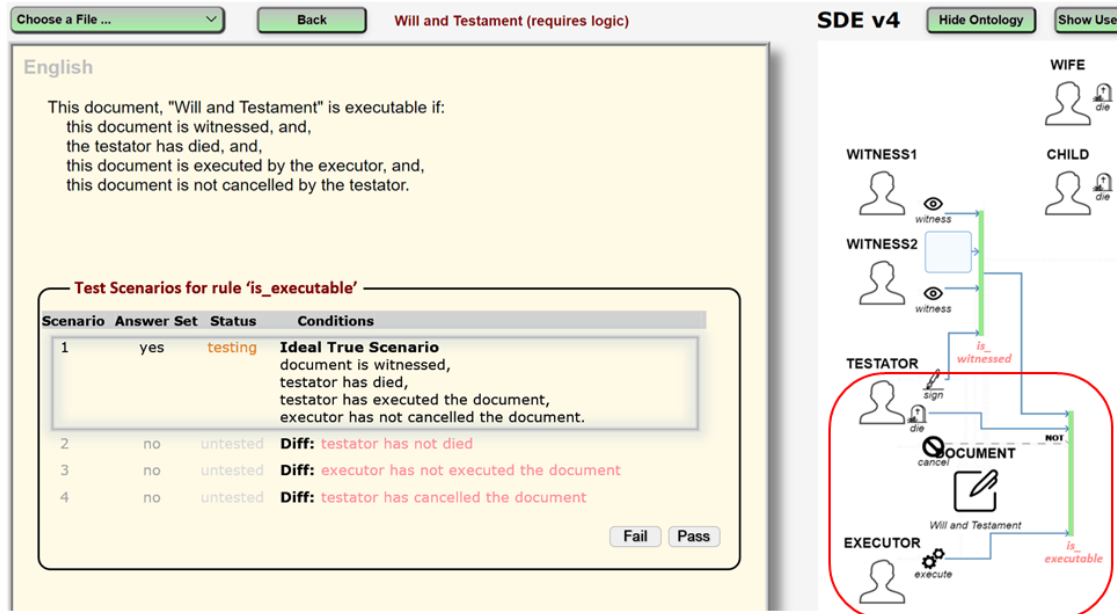 Choose a File ...
Back
Will and Testament (requires logic)
SDE v4
Hide Ontology
Show Use
English
This document, "Will and Testament" is executable if:
this document is witnessed, and,
the testator has died, and,
this document is executed by the executor, and,
this document is not cancelled by the testator.
Test Scenarios for rule ‘is_executable’
Scenario Answer Set Status Conditions
1 yes testing Ideal True Scenario
document is witnessed,
testator has died,
testator has executed the document,
executor has not cancelled the document.
2 no untested Diff: testator has not died
3 no untested Diff: executor has not executed the document
4 no untested Diff: testator has cancelled the document
Fail Pass
WIFE
die
WITNESS1
witness
CHILD
die
WITNESS2
witness
is_
witnessed
TESTATOR
sign
die
NOT
cancel
DOCUMENT
Will and Testament
EXECUTOR
execute
is_
executable